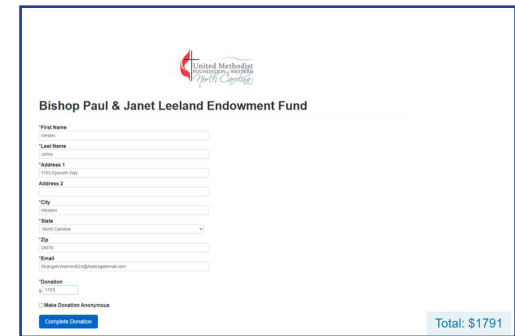 United Methodist
FOUNDATION of WESTERN
North Carolina
Bishop Paul & Janet Leeland Endowment Fund
*First Name
Wesley
*Last Name
Johns
*Address 1
1703 Epworth Way
Address 2
*City
Western
*State
North Carolina
*Zip
*Email
*Donation
$
☐ Make Donation Anonymous
Complete Donation
Total: $1791